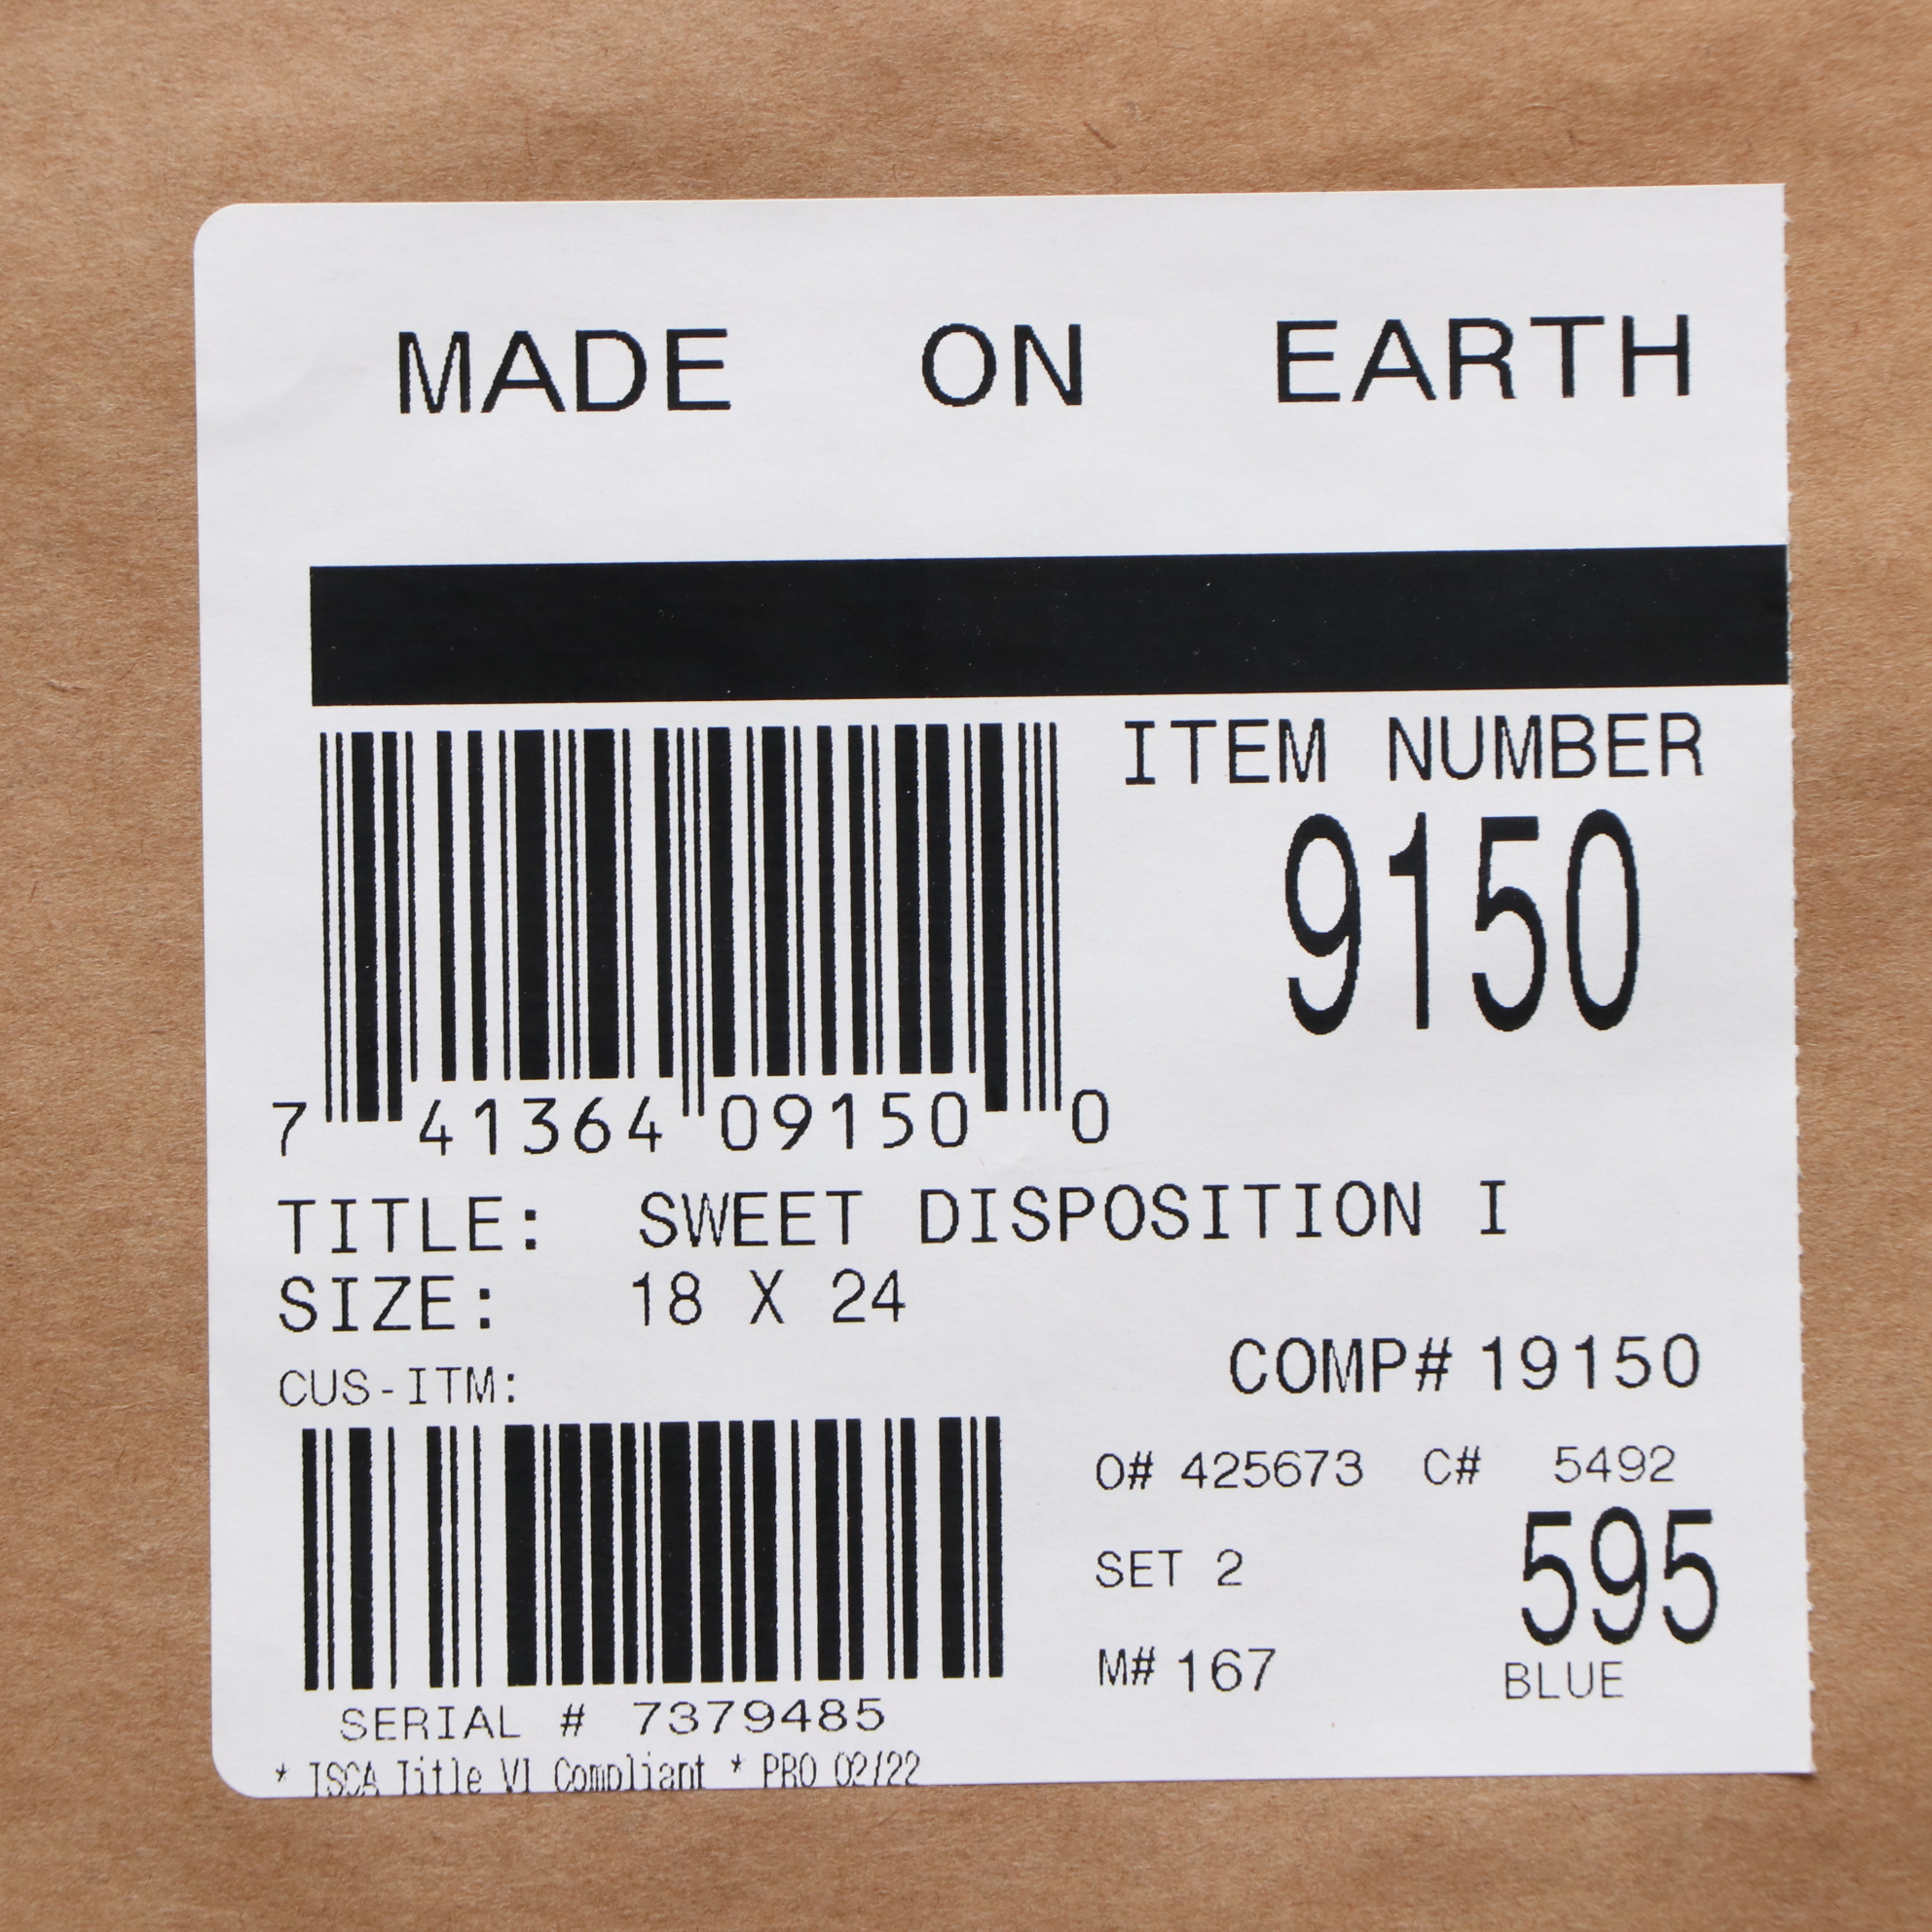 MADE ON EARTH
ITEM NUMBER
9150
7 41364 09150 0
TITLE: SWEET DISPOSITION I
SIZE: 18 X 24
CUS-ITM:
COMP# 19150
O# 425673 C# 5492
SET 2
595
M# 167
BLUE
SERIAL # 7379485
* TSCA Title VI Compliant * PRO 02/22